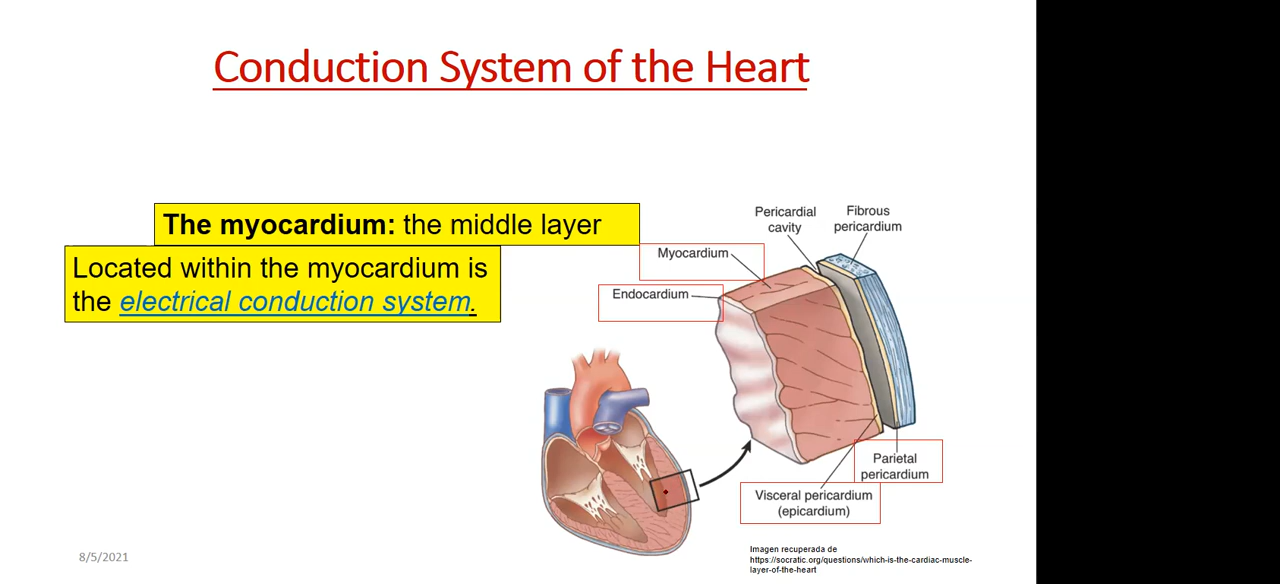 Conduction System of the Heart
The myocardium: the middle layer
Located within the myocardium is
the electrical conduction system.
Pericardial
cavity
Fibrous
pericardium
Myocardium
Endocardium
Parietal
pericardium
Visceral pericardium
(epicardium)
Imagen recuperada de
https://socratic.org/questions/which-is-the-cardiac-muscle-
layer-of-the-heart
8/5/2021